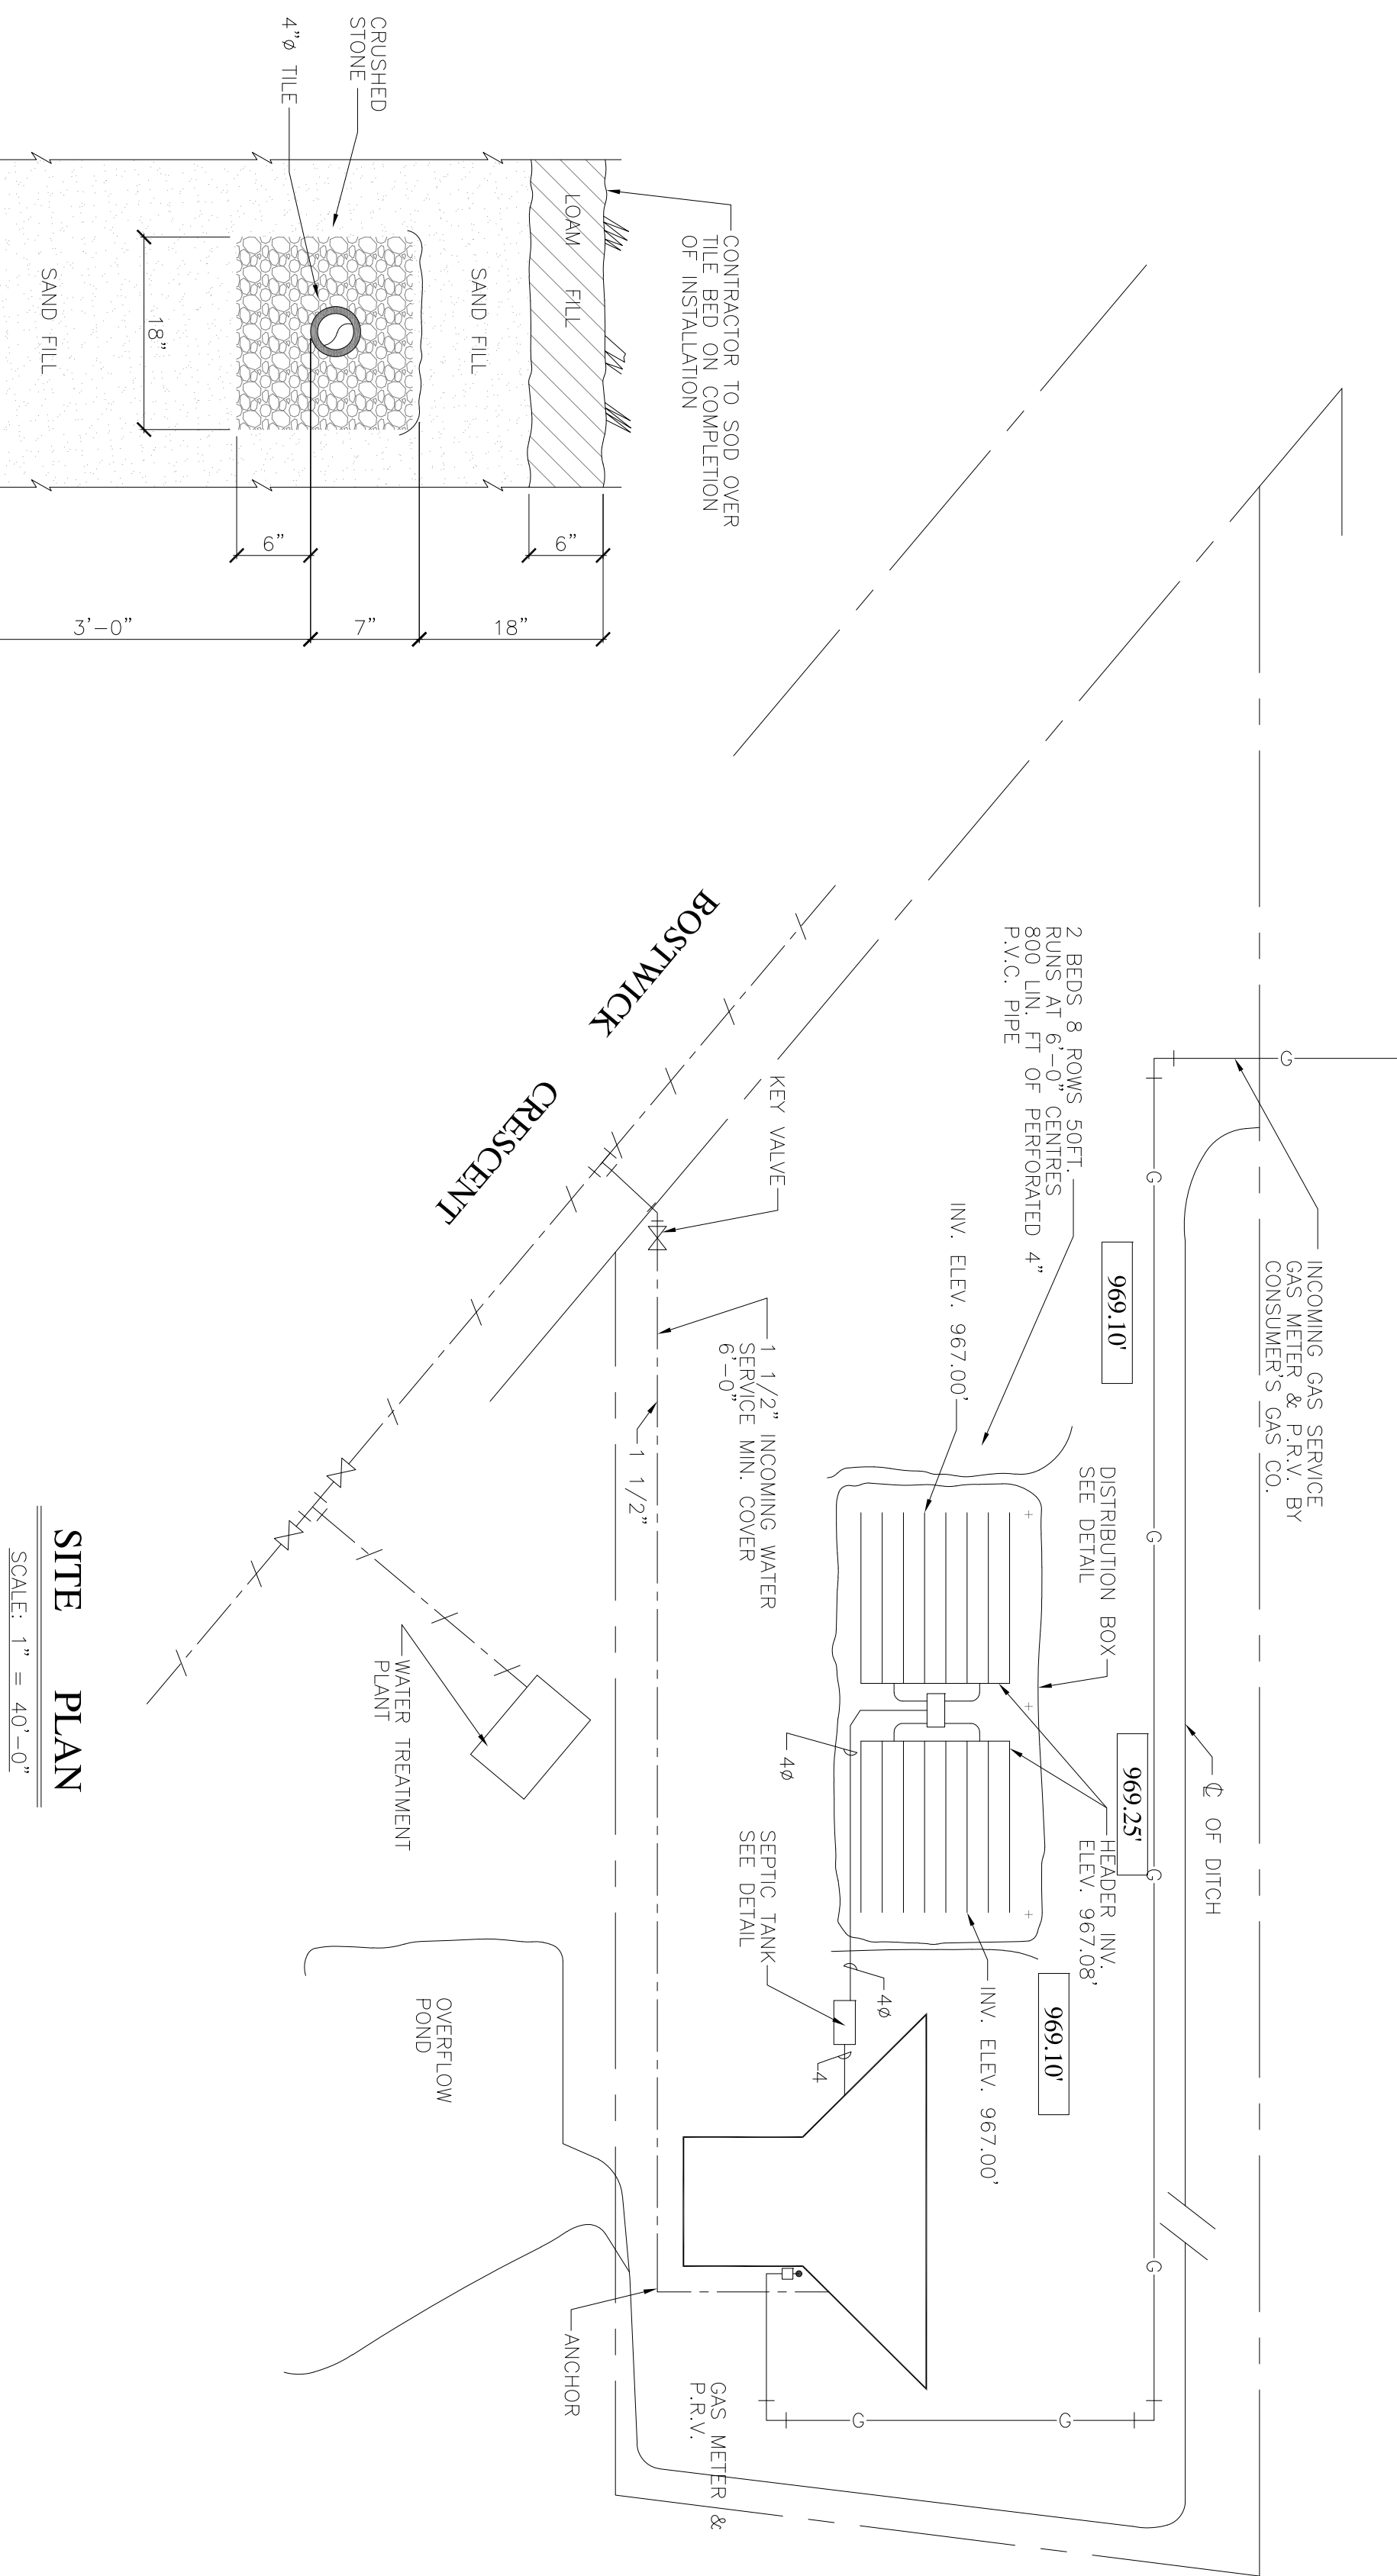 CRUSHED
STONE
4"ø TILE
LOAM FILL
SAND FILL
SAND FILL
18"
6"
6"
3'-0"
7"
18"
CONTRACTOR TO SOD OVER
TILE BED ON COMPLETION
OF INSTALLATION
BOSTWICK
CRESCENT
2 BEDS 8 ROWS 50FT.
RUNS AT 6'-0" CENTRES
800 LIN. FT OF PERFORATED 4"
P.V.C. PIPE
KEY VALVE
INV. ELEV. 967.00'
969.10'
INCOMING GAS SERVICE
GAS METER & P.R.V. BY
CONSUMER'S GAS CO.
G
G
G
G
G
G
G
1 1/2" INCOMING WATER
SERVICE MIN. COVER
6'-0"
1 1/2"
DISTRIBUTION BOX
SEE DETAIL
969.25'
℄ OF DITCH
HEADER INV.
ELEV. 967.08'
4ø
4ø
4
SEPTIC TANK
SEE DETAIL
INV. ELEV. 967.00'
969.10'
WATER TREATMENT
PLANT
OVERFLOW
POND
ANCHOR
GAS METER &
P.R.V.
SITE PLAN
SCALE: 1" = 40'-0"